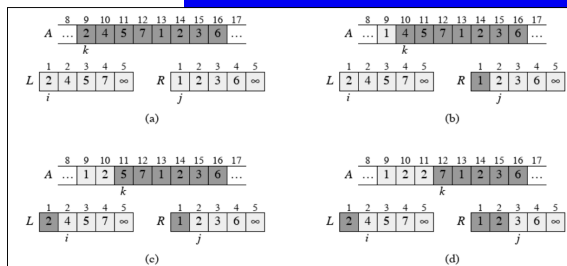 8 9 10 11 12 13 14 15 16 17
A … 2 4 5 7 1 2 3 6 …
k
1 2 3 4 5
L 2 4 5 7 ∞
i
1 2 3 4 5
R 1 2 3 6 ∞
j
(a)
8 9 10 11 12 13 14 15 16 17
A … 1 4 5 7 1 2 3 6 …
k
1 2 3 4 5
L 2 4 5 7 ∞
i
1 2 3 4 5
R 1 2 3 6 ∞
j
(b)
8 9 10 11 12 13 14 15 16 17
A … 1 2 5 7 1 2 3 6 …
k
1 2 3 4 5
L 2 4 5 7 ∞
i
1 2 3 4 5
R 1 2 3 6 ∞
j
(c)
8 9 10 11 12 13 14 15 16 17
A … 1 2 2 7 1 2 3 6 …
k
1 2 3 4 5
L 2 4 5 7 ∞
i
1 2 3 4 5
R 1 2 3 6 ∞
j
(d)